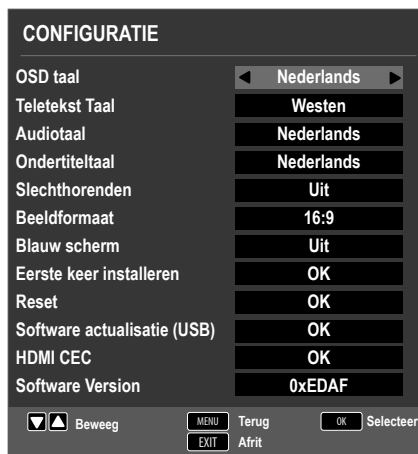 CONFIGURATIE
OSD taal Nederlands
Teletekst Taal Westen
Audiotaal Nederlands
Ondertiteltaal Nederlands
Slechthorenden Uit
Beeldformaat 16:9
Blauw scherm Uit
Eerste keer installeren OK
Reset OK
Software actualisatie (USB) OK
HDMI CEC OK
Software Version 0xEDAF
Beweeg MENU Terug OK Selecteer
EXIT Afrit